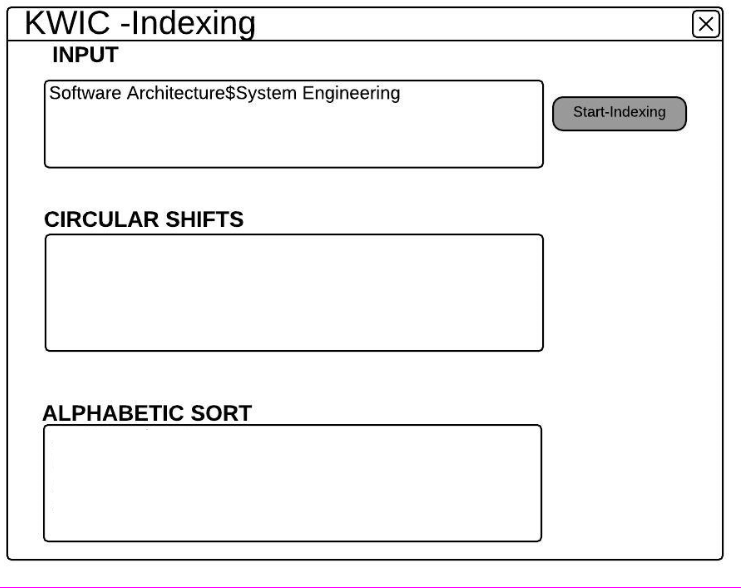 KWIC -Indexing
INPUT
Software Architecture$System Engineering
Start-Indexing
CIRCULAR SHIFTS
ALPHABETIC SORT